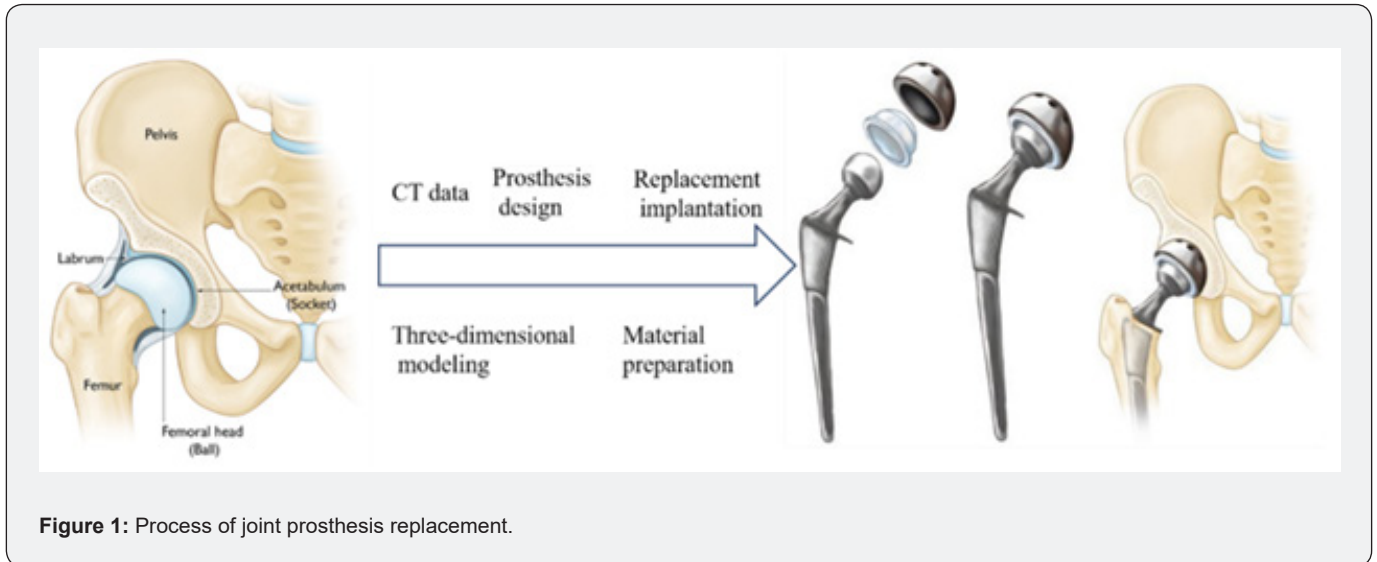 Pelvis
Labrum
Acetabulum
(Socket)
Femur
Femoral head
(Ball)
CT data
Prosthesis
design
Replacement
implantation
Three-dimensional
modeling
Material
preparation
Figure 1: Process of joint prosthesis replacement.